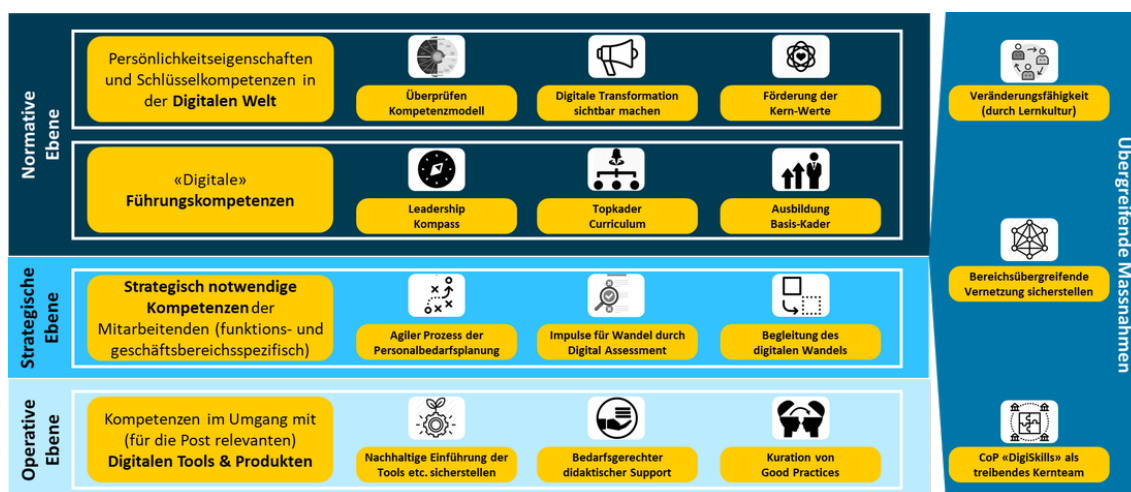 Normative
Ebene
Persönlichkeitseigenschaften
und Schlüsselkompetenzen in
der Digitalen Welt
Überprüfen
Kompetenzmodell
Digitale Transformation
sichtbar machen
Förderung der
Kern-Werte
«Digitale»
Führungskompetenzen
Leadership
Kompass
Topkader
Curriculum
Ausbildung
Basis-Kader
Strategische
Ebene
Strategisch notwendige
Kompetenzen der
Mitarbeitenden (funktions- und
geschäftsbereichsspezifisch)
Agiler Prozess der
Personalbedarfsplanung
Impulse für Wandel durch
Digital Assessment
Begleitung des
digitalen Wandels
Operative
Ebene
Kompetenzen im Umgang mit
(für die Post relevanten)
Digitalen Tools & Produkten
Nachhaltige Einführung der
Tools etc. sicherstellen
Bedarfsgerechter
didaktischer Support
Kuration von
Good Practices
Übergreifende Massnahmen
Veränderungsfähigkeit
(durch Lernkultur)
Bereichsübergreifende
Vernetzung sicherstellen
CoP «DigiSkills» als
treibendes Kernteam